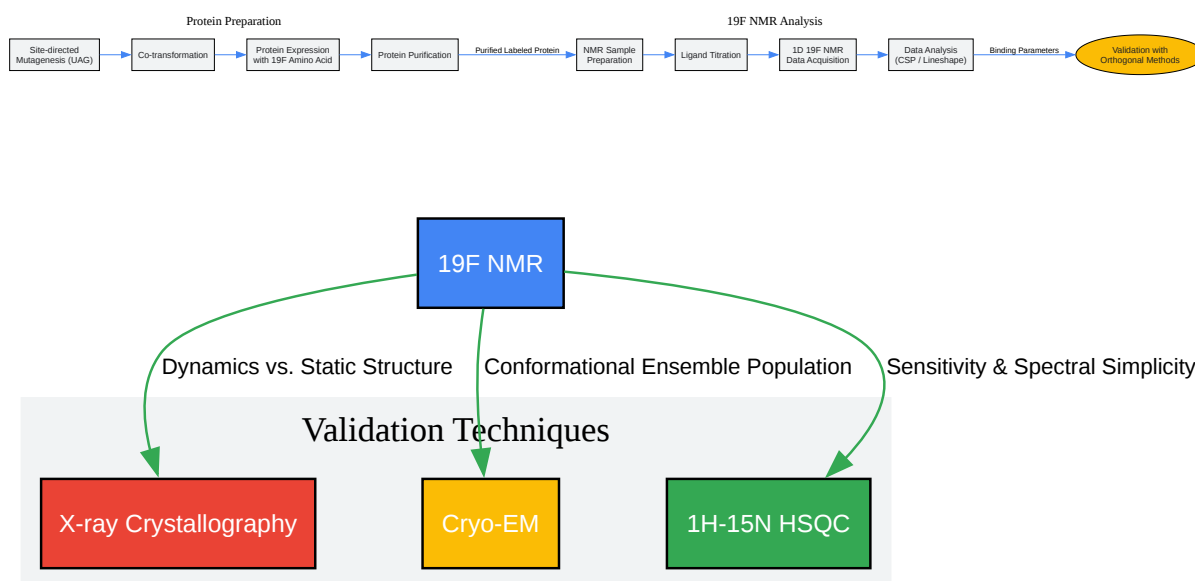 Protein Preparation
19F NMR Analysis
Site-directed
Mutagenesis (UAG)
Co-transformation
Protein Expression
with 19F Amino Acid
Protein Purification
Purified Labeled Protein
NMR Sample
Preparation
Ligand Titration
1D 19F NMR
Data Acquisition
Data Analysis
(CSP / Lineshape)
Binding Parameters
Validation with
Orthogonal Methods
19F NMR
Dynamics vs. Static Structure
Conformational Ensemble Population
Sensitivity & Spectral Simplicity
Validation Techniques
X-ray Crystallography
Cryo-EM
1H-15N HSQC